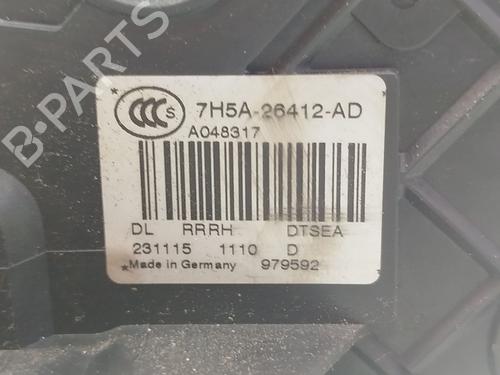 B-PARTS
CCC S
7H5A-26412-AD
A048317
DL RRRH DTSEA
231115 1110 D
Made in Germany 979592